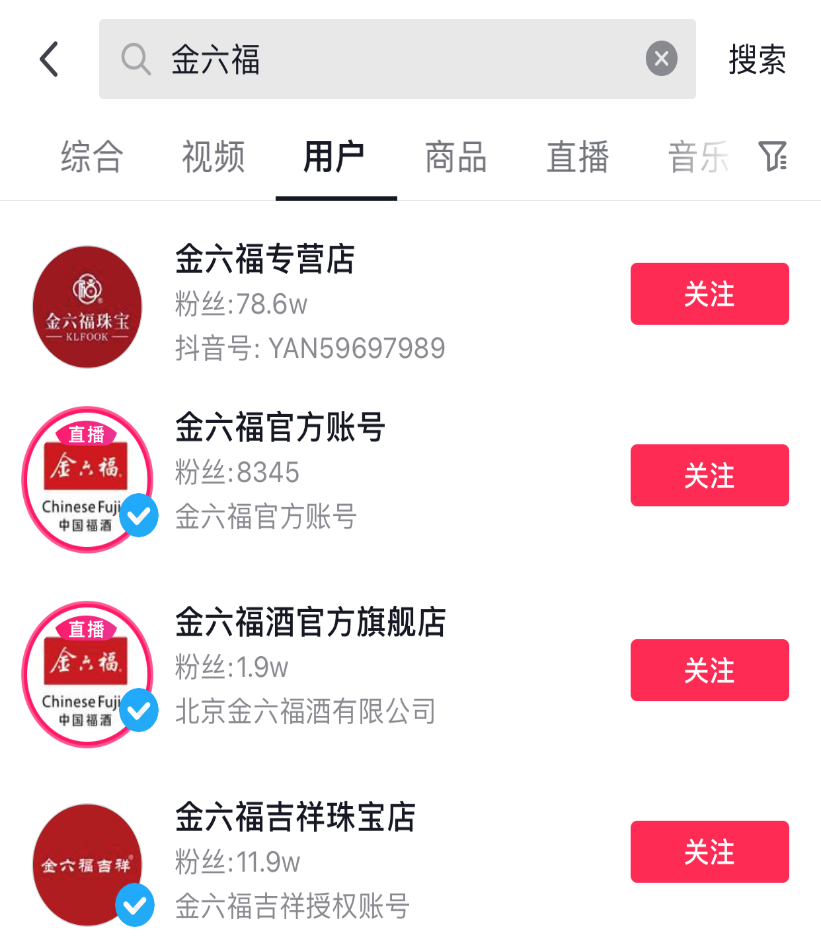 金六福
搜索
综合 视频 用户 商品 直播 音乐
金六福专营店
粉丝:78.6w
抖音号: YAN59697989
关注
福
金六福珠宝
KLFOOK
金六福官方账号
粉丝:8345
金六福官方账号
关注
直播
金六福
Chinese Fuji
中国福酒
金六福酒官方旗舰店
粉丝:1.9w
北京金六福酒有限公司
关注
直播
金六福
Chinese Fuji
中国福酒
金六福吉祥珠宝店
粉丝:11.9w
金六福吉祥授权账号
关注
金六福吉祥